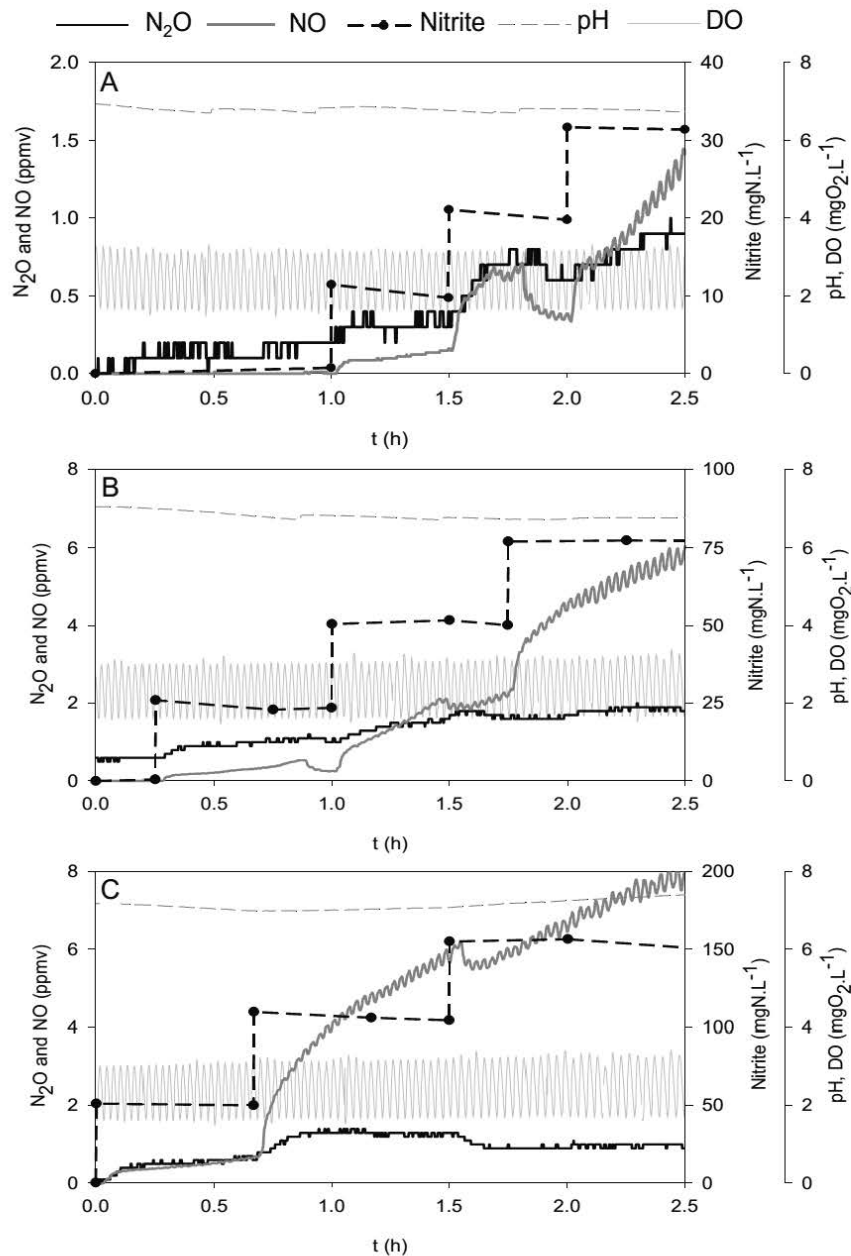 N₂O NO Nitrite pH DO
A
2.0 1.5 1.0 0.5 0.0
N₂O and NO (ppmv)
40 30 20 10 0
Nitrite (mgN.L⁻¹)
8 6 4 2 0
pH, DO (mgO₂.L⁻¹)
0.0 0.5 1.0 1.5 2.0 2.5
t (h)
B
8 6 4 2 0
N₂O and NO (ppmv)
100 75 50 25 0
Nitrite (mgN.L⁻¹)
8 6 4 2 0
pH, DO (mgO₂.L⁻¹)
0.0 0.5 1.0 1.5 2.0 2.5
t (h)
C
8 6 4 2 0
N₂O and NO (ppmv)
200 150 100 50 0
Nitrite (mgN.L⁻¹)
8 6 4 2 0
pH, DO (mgO₂.L⁻¹)
0.0 0.5 1.0 1.5 2.0 2.5
t (h)